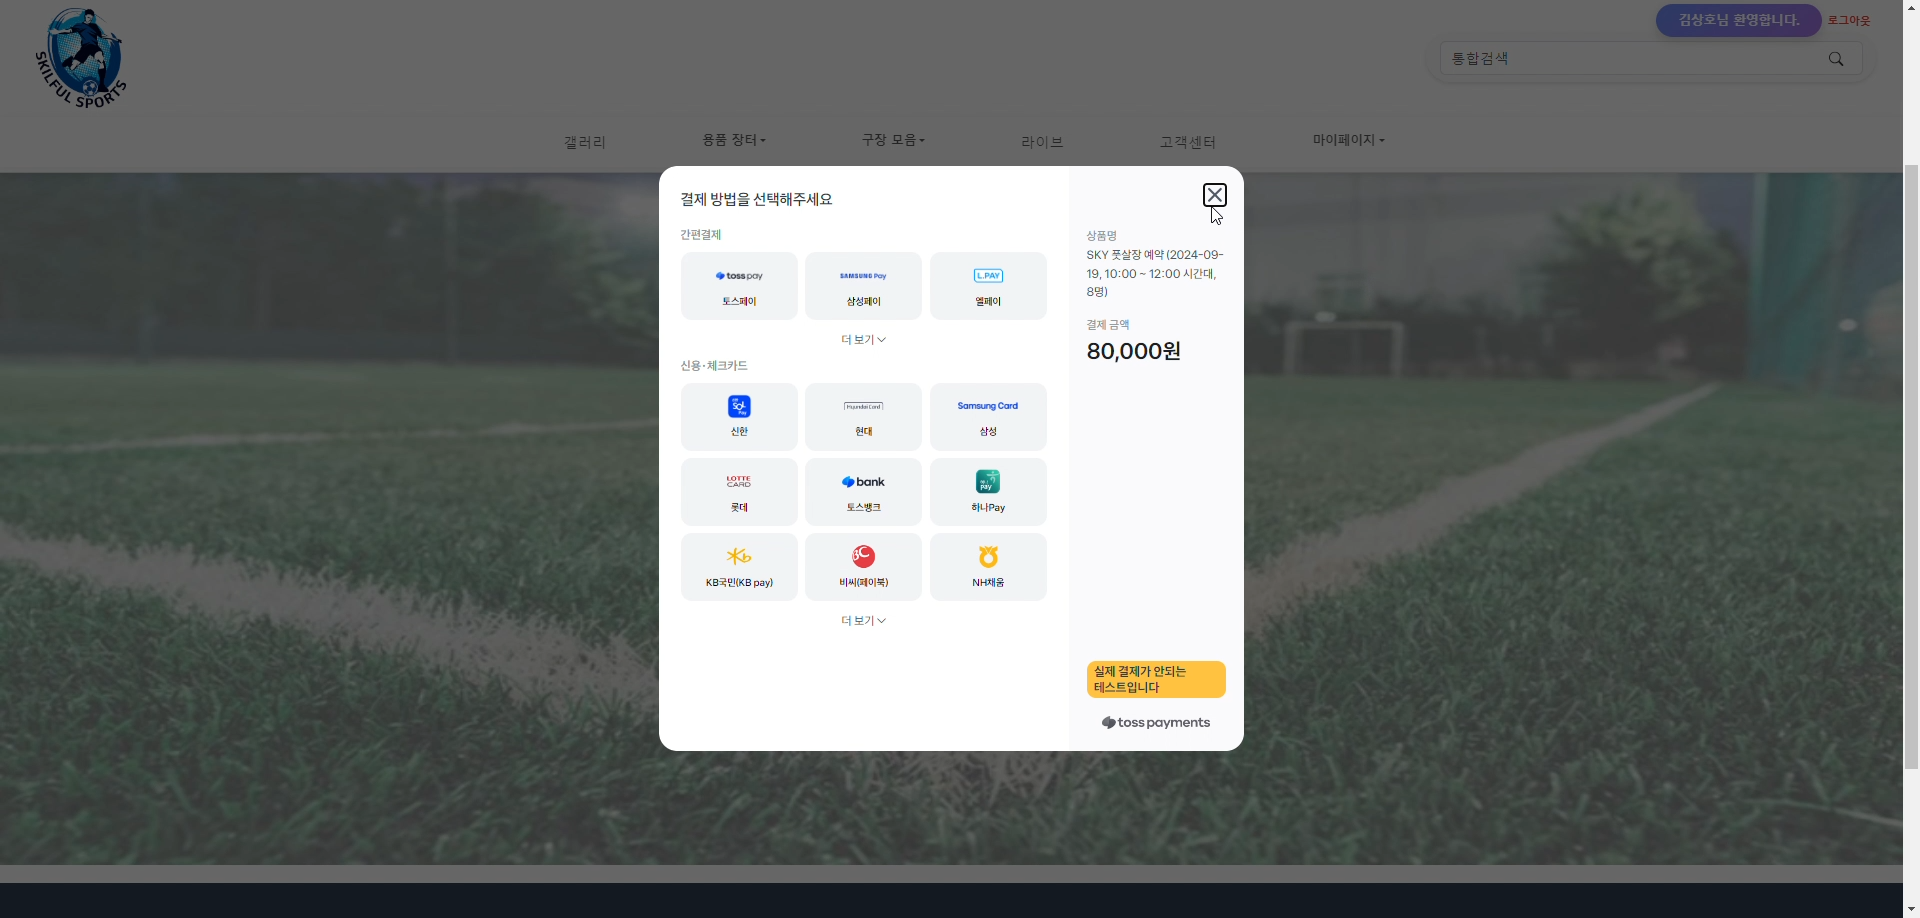 SKILFUL SPORTS
김상호님 환영합니다.
로그아웃
통합검색
갤러리
용품 장터
구장 모음
라이브
고객센터
마이페이지
결제 방법을 선택해주세요
간편결제
toss pay
토스페이
SAMSUNG Pay
삼성페이
L.PAY
엘페이
더 보기
신용·체크카드
SOL
Pay
신한
Hyundai Card
현대
Samsung Card
삼성
LOTTE
CARD
롯데
bank
토스뱅크
pay
하나Pay
Kb
KB국민(KB pay)
BC
비씨(페이북)
NH채움
더 보기
상품명
SKY 풋살장 예약 (2024-09-
19, 10:00 ~ 12:00 시간대,
8명)
결제 금액
80,000원
실제 결제가 안되는
테스트입니다
toss payments